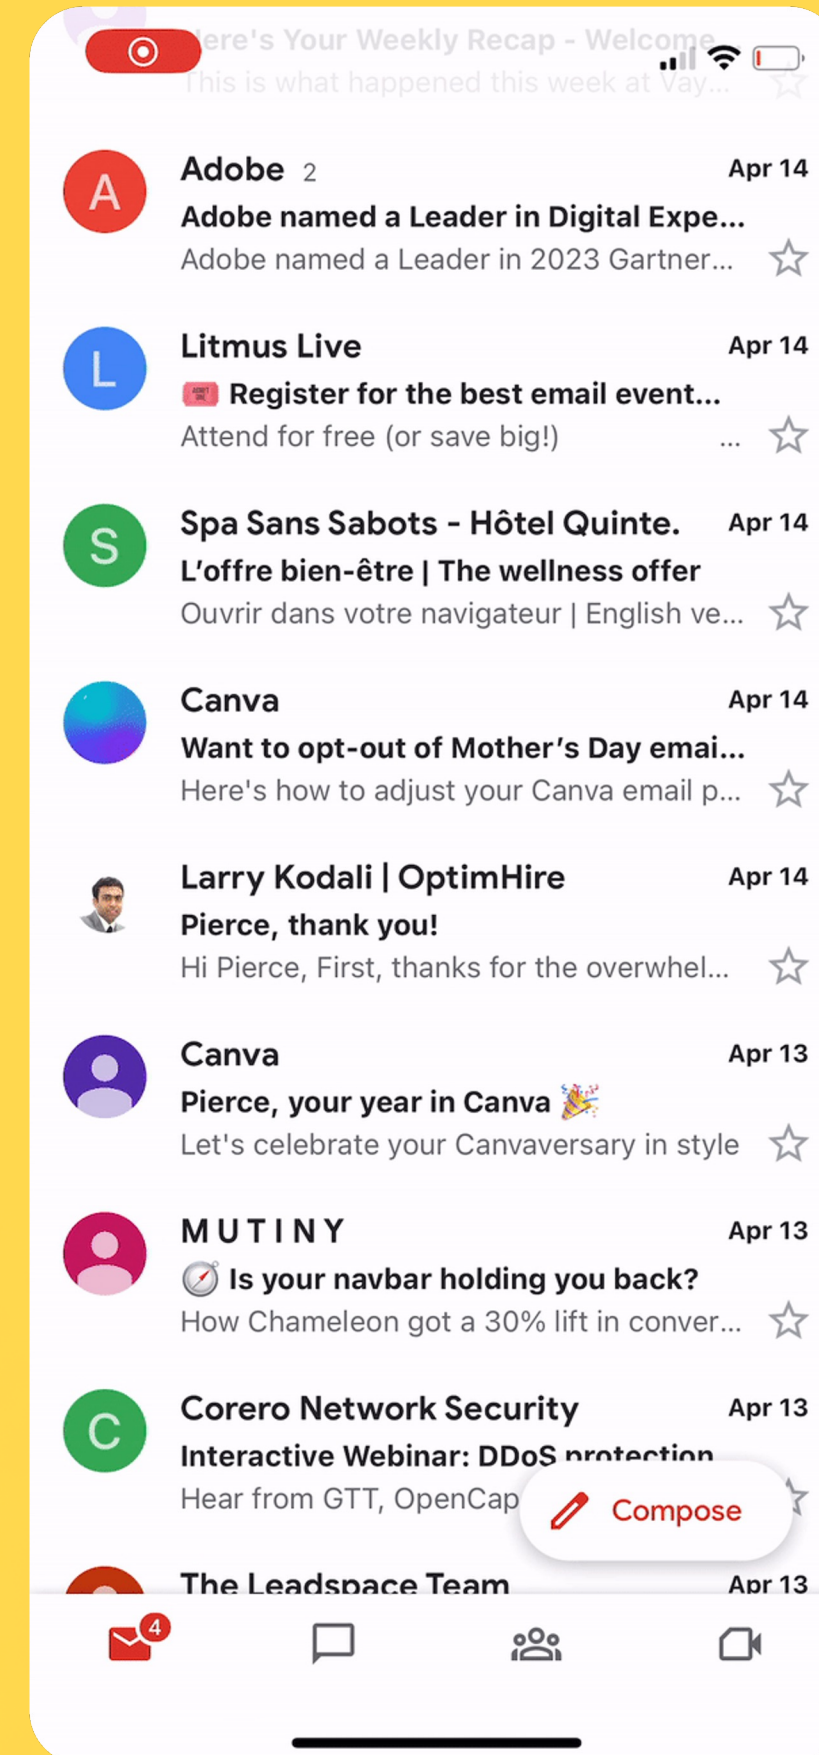 Here's Your Weekly Recap - Welcome...
This is what happened this week at Vay...
A
Adobe 2
Apr 14
Adobe named a Leader in Digital Expe...
Adobe named a Leader in 2023 Gartner...
L
Litmus Live
Apr 14
🎟️ Register for the best email event...
Attend for free (or save big!) ...
S
Spa Sans Sabots - Hôtel Quinte.
Apr 14
L'offre bien-être | The wellness offer
Ouvrir dans votre navigateur | English ve...
Canva
Apr 14
Want to opt-out of Mother's Day emai...
Here's how to adjust your Canva email p...
Larry Kodali | OptimHire
Apr 14
Pierce, thank you!
Hi Pierce, First, thanks for the overwhel...
Canva
Apr 13
Pierce, your year in Canva 🎉
Let's celebrate your Canvaversary in style
M U T I N Y
Apr 13
🧭 Is your navbar holding you back?
How Chameleon got a 30% lift in conver...
C
Corero Network Security
Apr 13
Interactive Webinar: DDoS protection
Hear from GTT, OpenCap
Compose
The Leadspace Team
Apr 13
4